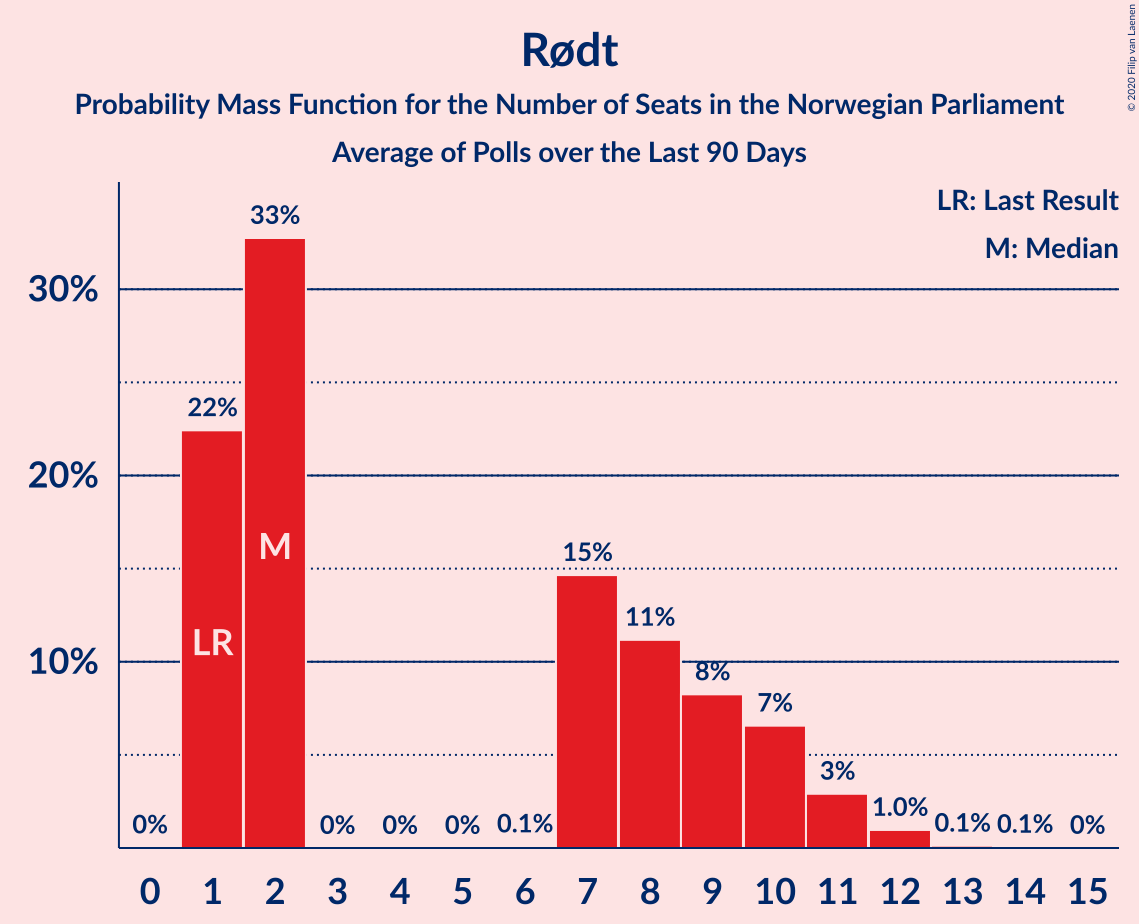 Rødt
Probability Mass Function for the Number of Seats in the Norwegian Parliament
Average of Polls over the Last 90 Days
© 2020 Filip van Laenen
LR: Last Result
M: Median
33%
30%
22%
20%
M
15%
11%
LR
10%
8%
7%
3%
0% 0% 0% 0% 0.1% 1.0% 0.1% 0.1% 0%
0 1 2 3 4 5 6 7 8 9 10 11 12 13 14 15